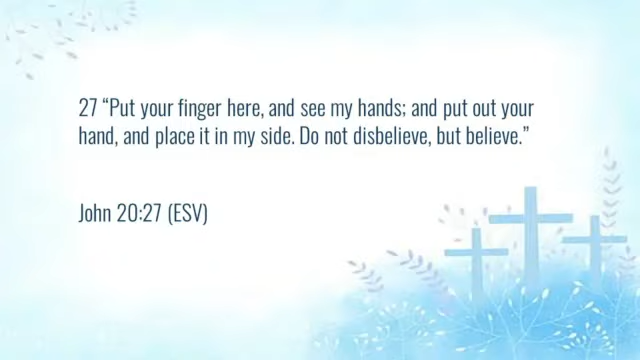 27 “Put your finger here, and see my hands; and put out your
hand, and place it in my side. Do not disbelieve, but believe.”
John 20:27 (ESV)